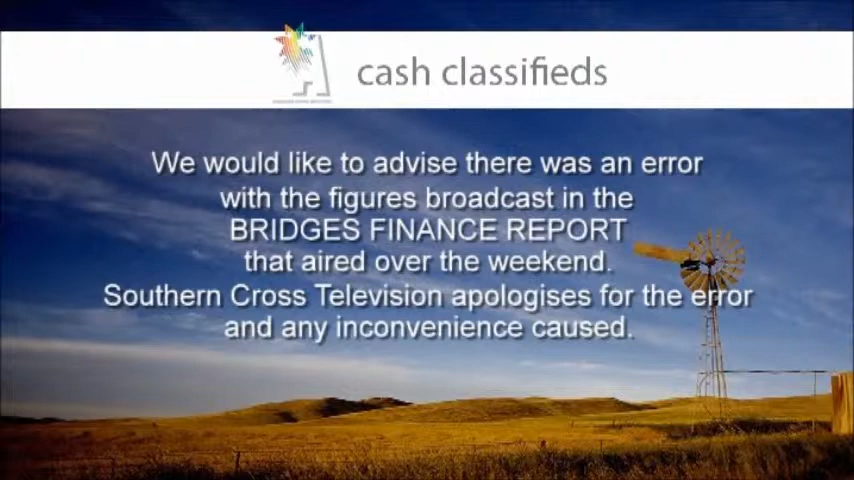 cash classifieds
We would like to advise there was an error
with the figures broadcast in the
BRIDGES FINANCE REPORT
that aired over the weekend.
Southern Cross Television apologises for the error
and any inconvenience caused.